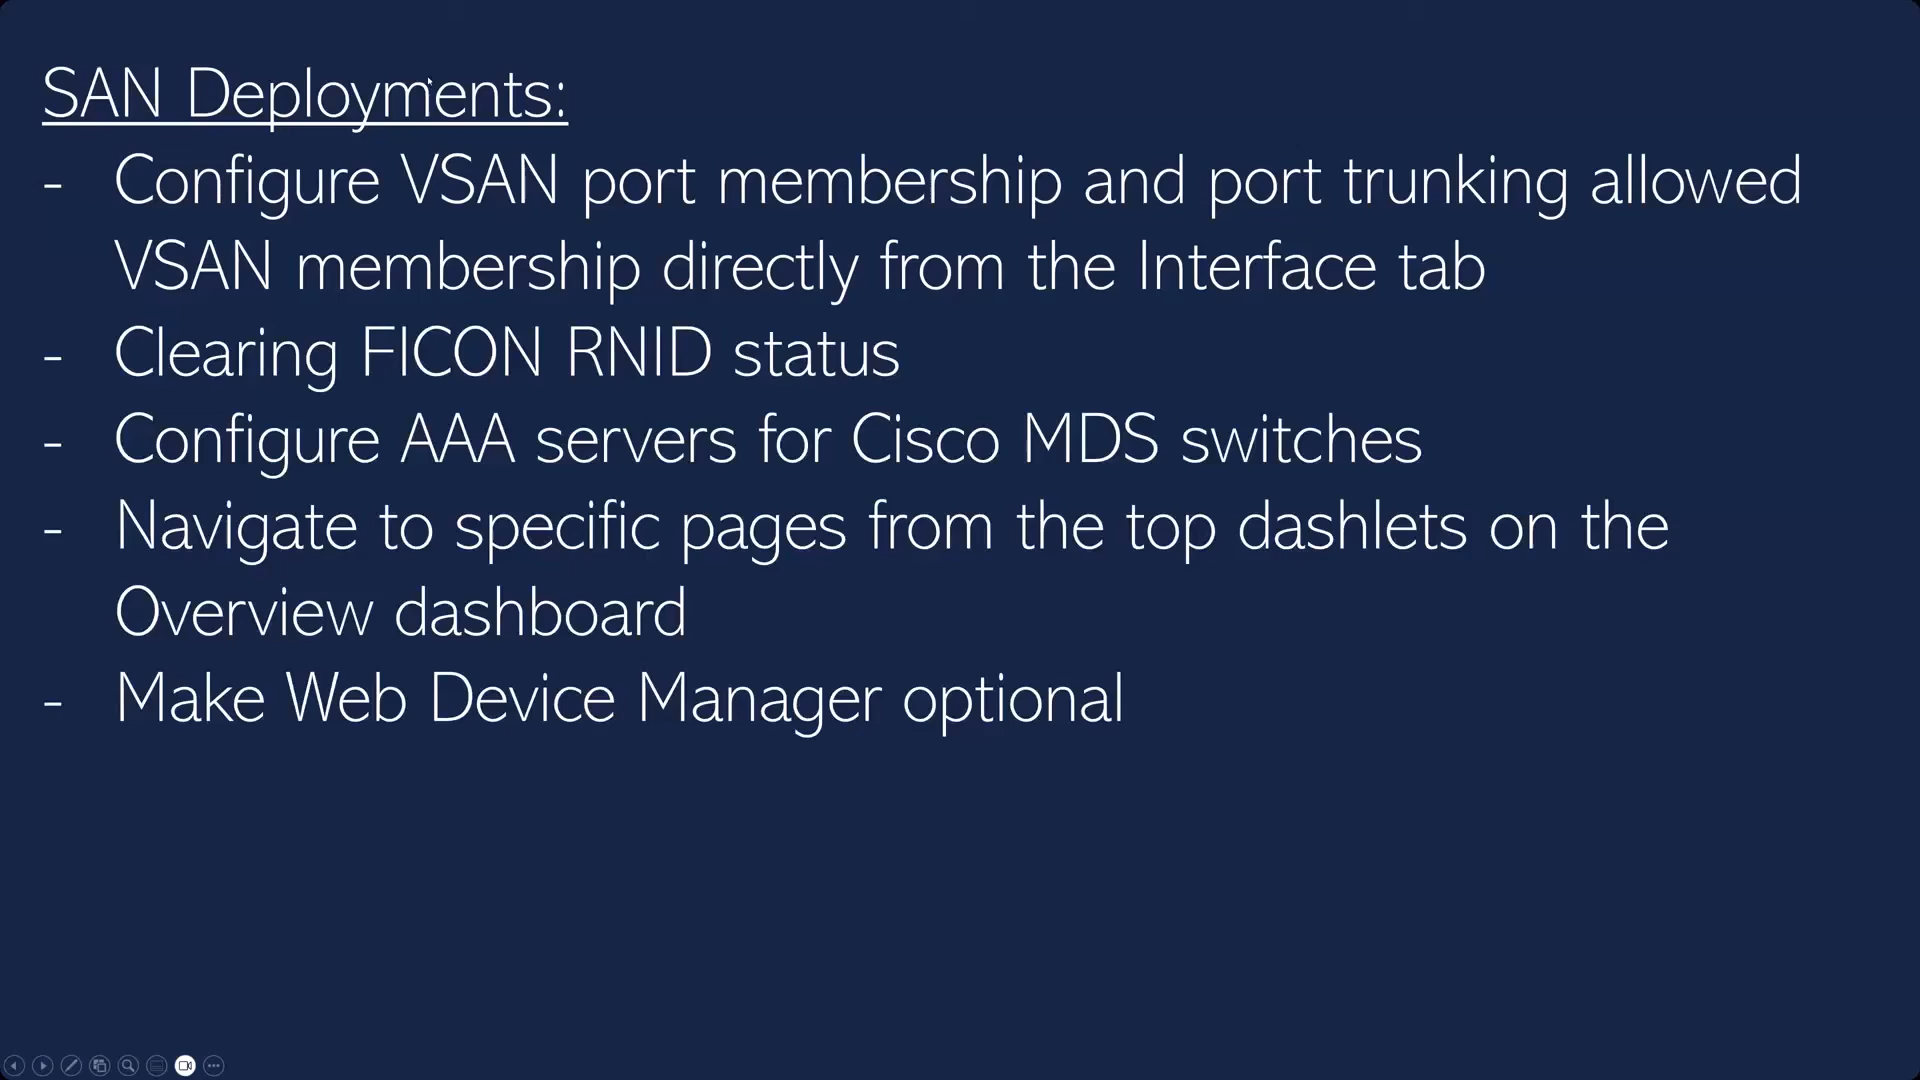 SAN Deployments:
- Configure VSAN port membership and port trunking allowed
VSAN membership directly from the Interface tab
- Clearing FICON RNID status
- Configure AAA servers for Cisco MDS switches
- Navigate to specific pages from the top dashlets on the
Overview dashboard
- Make Web Device Manager optional